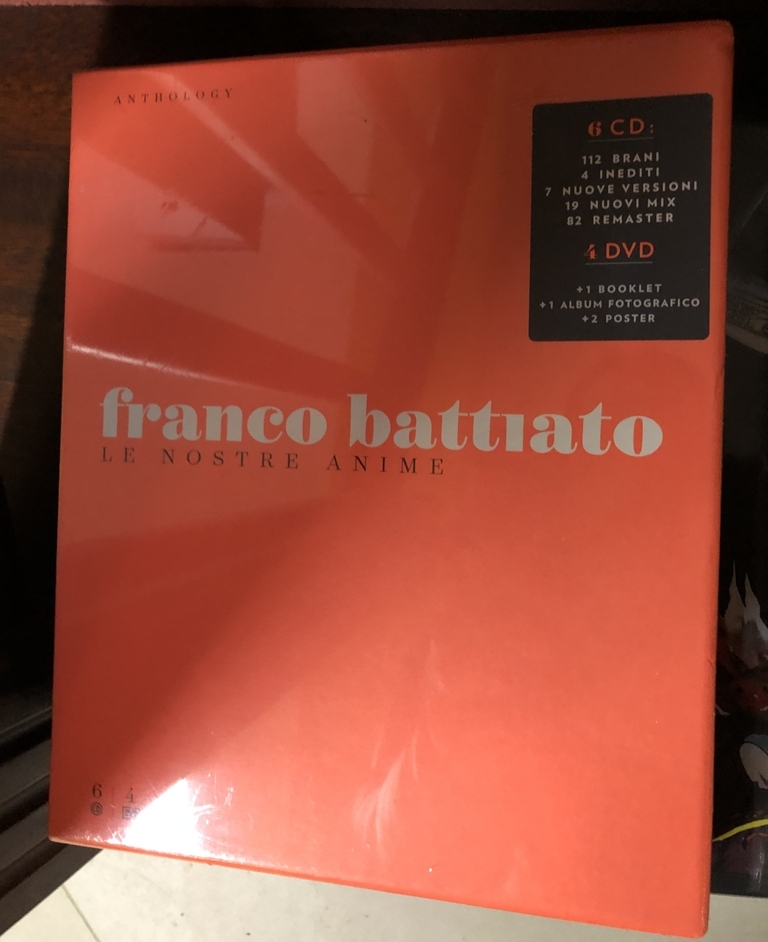 ANTHOLOGY
6 CD:
112 BRANI
4 INEDITI
7 NUOVE VERSIONI
19 NUOVI MIX
82 REMASTER
4 DVD
+1 BOOKLET
+1 ALBUM FOTOGRAFICO
+2 POSTER
franco battıato
LE NOSTRE ANIME
6 4